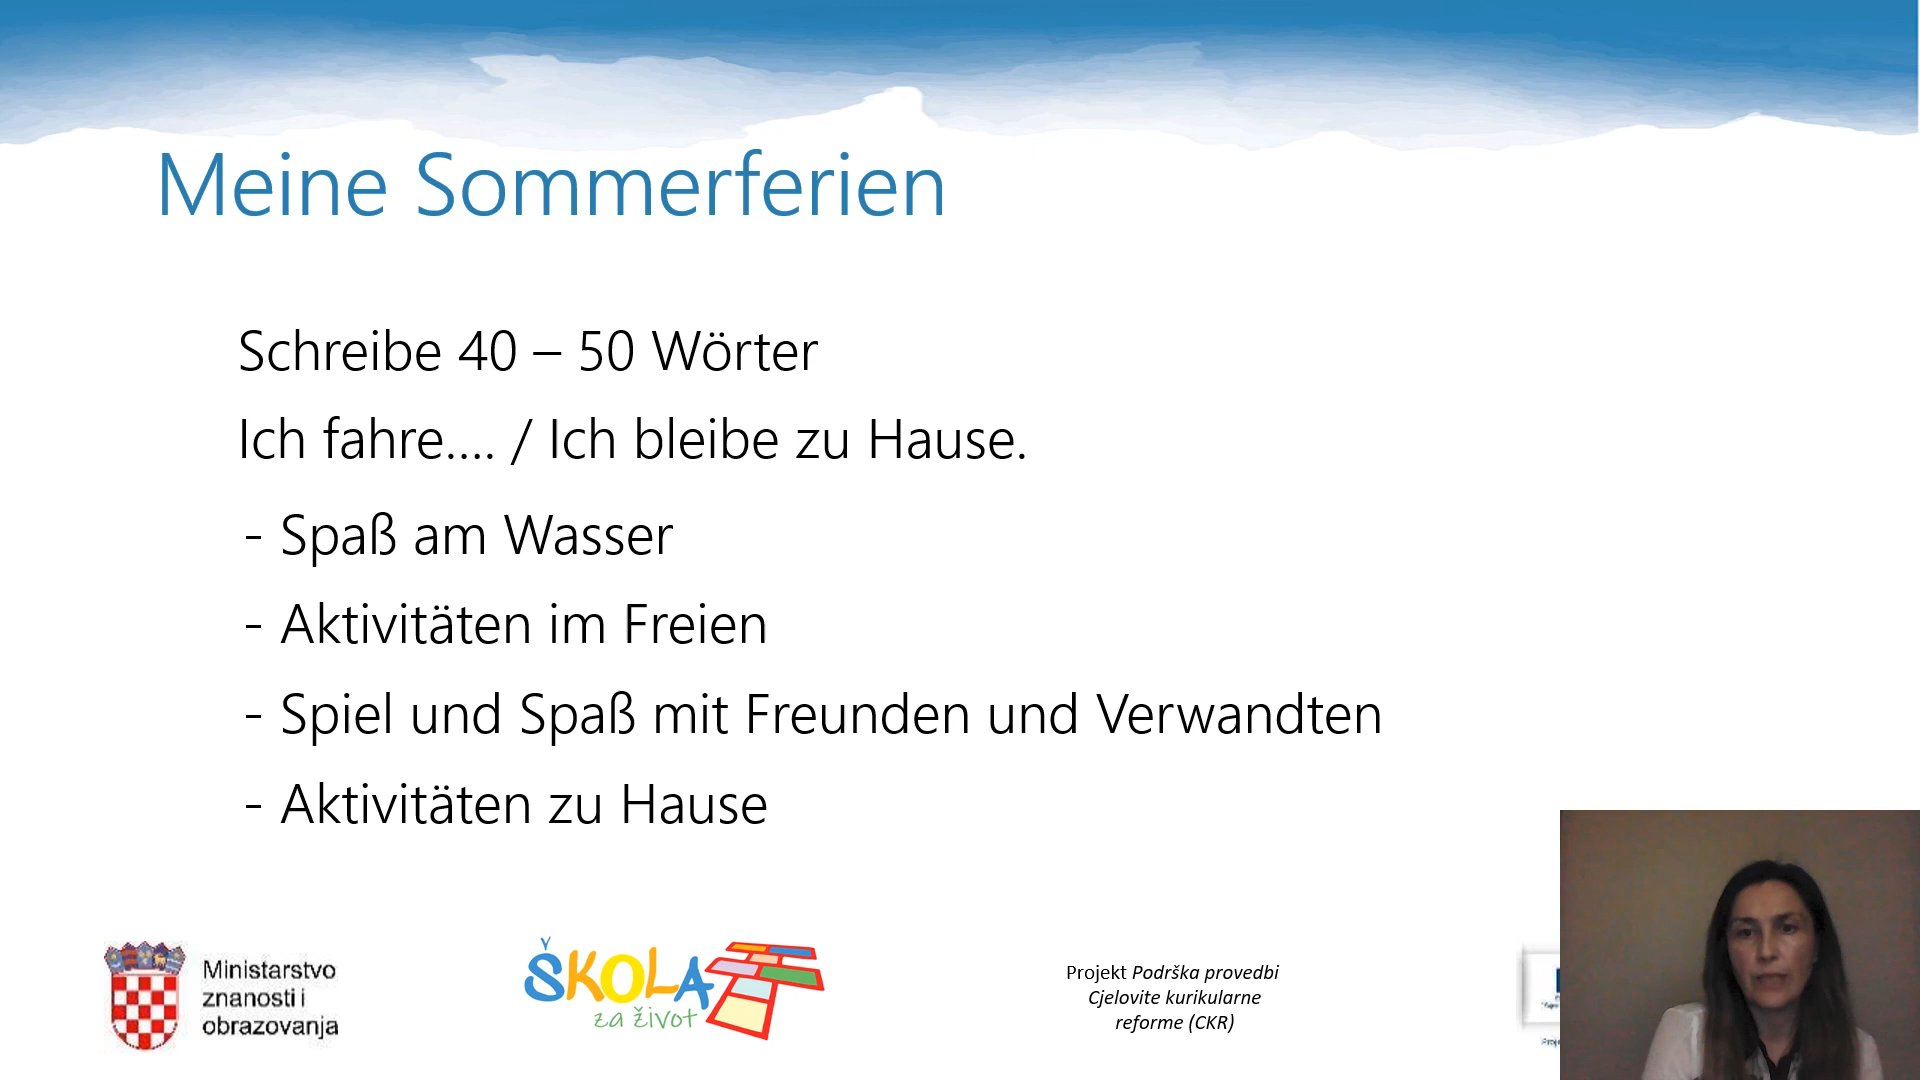 Meine Sommerferien
Schreibe 40 – 50 Wörter
Ich fahre.... / Ich bleibe zu Hause.
- Spaß am Wasser
- Aktivitäten im Freien
- Spiel und Spaß mit Freunden und Verwandten
- Aktivitäten zu Hause
Ministarstvo
znanosti i
obrazovanja
ŠKOLA
za život
Projekt Podrška provedbi
Cjelovite kurikularne
reforme (CKR)